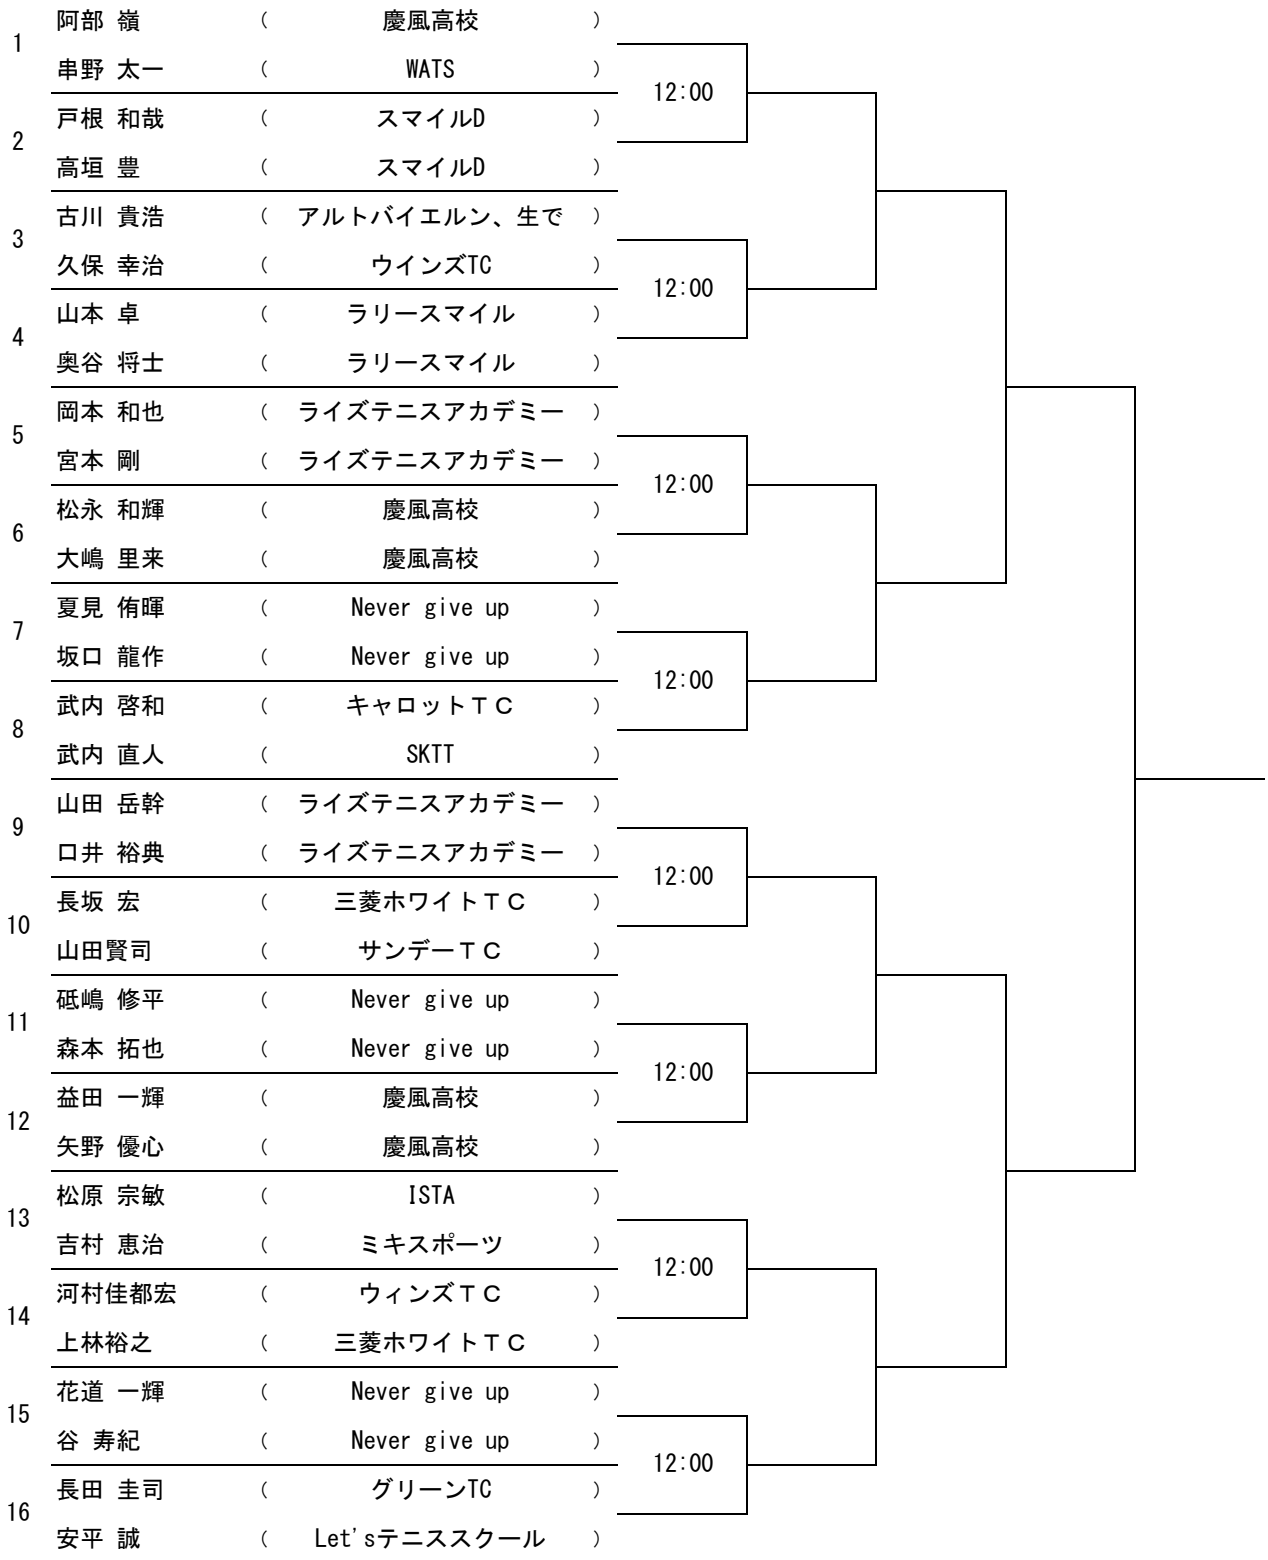 阿部 嶺 （ 慶風高校 ）
1
串野 太一 （ WATS ）
12:00
戸根 和哉 （ スマイルD ）
2
高垣 豊 （ スマイルD ）
古川 貴浩 （ アルトバイエルン、生で ）
3
久保 幸治 （ ウインズTC ）
12:00
山本 卓 （ ラリースマイル ）
4
奥谷 将士 （ ラリースマイル ）
岡本 和也 （ ライズテニスアカデミー ）
5
宮本 剛 （ ライズテニスアカデミー ）
12:00
松永 和輝 （ 慶風高校 ）
6
大嶋 里来 （ 慶風高校 ）
夏見 侑暉 （ Never give up ）
7
坂口 龍作 （ Never give up ）
12:00
武内 啓和 （ キャロットＴＣ ）
8
武内 直人 （ SKTT ）
山田 岳幹 （ ライズテニスアカデミー ）
9
口井 裕典 （ ライズテニスアカデミー ）
12:00
長坂 宏 （ 三菱ホワイトＴＣ ）
10
山田賢司 （ サンデーＴＣ ）
砥嶋 修平 （ Never give up ）
11
森本 拓也 （ Never give up ）
12:00
益田 一輝 （ 慶風高校 ）
12
矢野 優心 （ 慶風高校 ）
松原 宗敏 （ ISTA ）
13
吉村 恵治 （ ミキスポーツ ）
12:00
河村佳都宏 （ ウィンズＴＣ ）
14
上林裕之 （ 三菱ホワイトＴＣ ）
花道 一輝 （ Never give up ）
15
谷 寿紀 （ Never give up ）
12:00
長田 圭司 （ グリーンTC ）
16
安平 誠 （ Let'sテニススクール ）